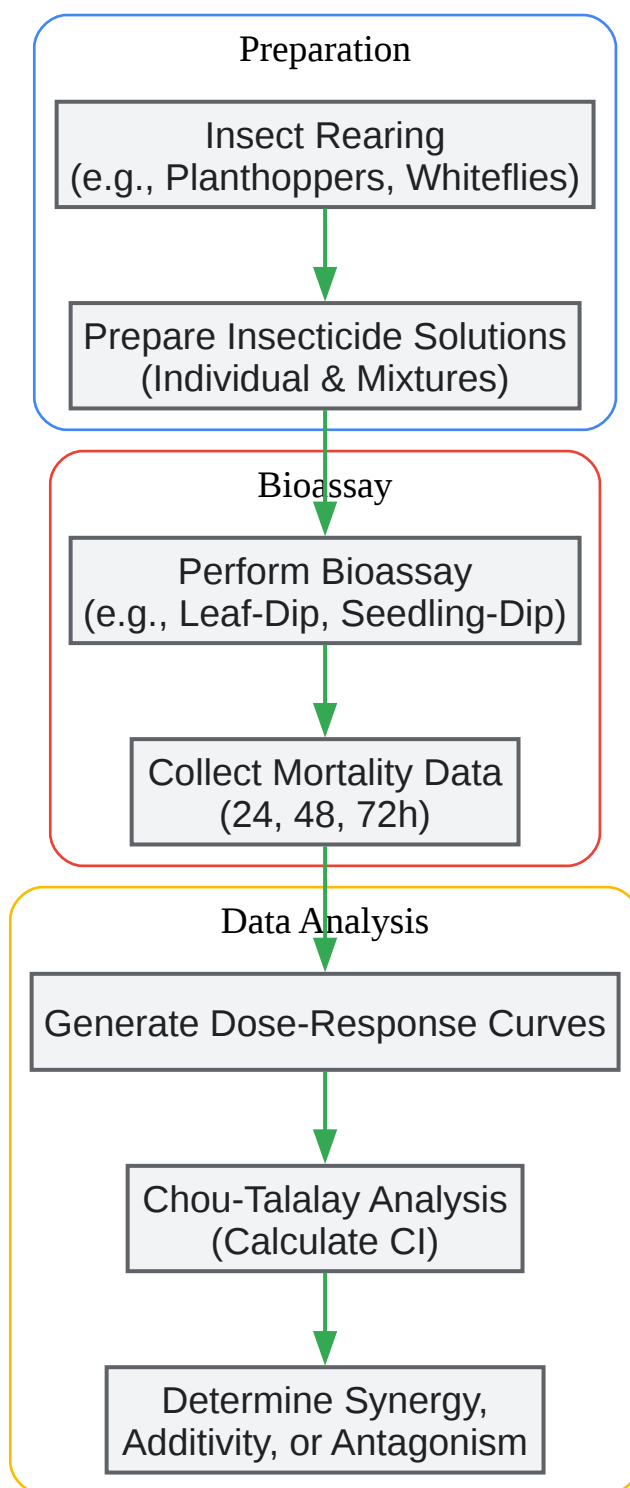 Preparation
Insect Rearing
(e.g., Planthoppers, Whiteflies)
Prepare Insecticide Solutions
(Individual & Mixtures)
Bioassay
Perform Bioassay
(e.g., Leaf-Dip, Seedling-Dip)
Collect Mortality Data
(24, 48, 72h)
Data Analysis
Generate Dose-Response Curves
Chou-Talalay Analysis
(Calculate CI)
Determine Synergy,
Additivity, or Antagonism